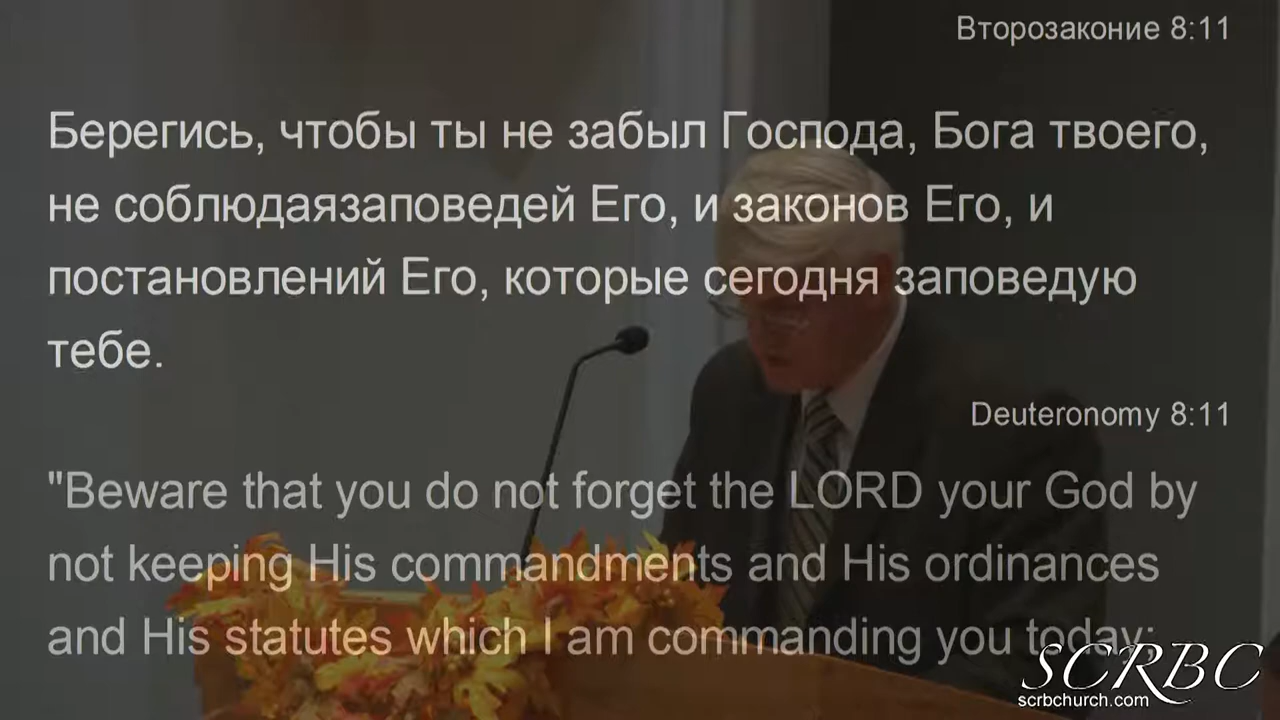 Второзаконие 8:11
Берегись, чтобы ты не забыл Господа, Бога твоего,
не соблюдаязаповедей Его, и законов Его, и
постановлений Его, которые сегодня заповедую
тебе.
Deuteronomy 8:11
"Beware that you do not forget the LORD your God by
not keeping His commandments and His ordinances
and His statutes which I am commanding you today;
SCRBC
scrbchurch.com